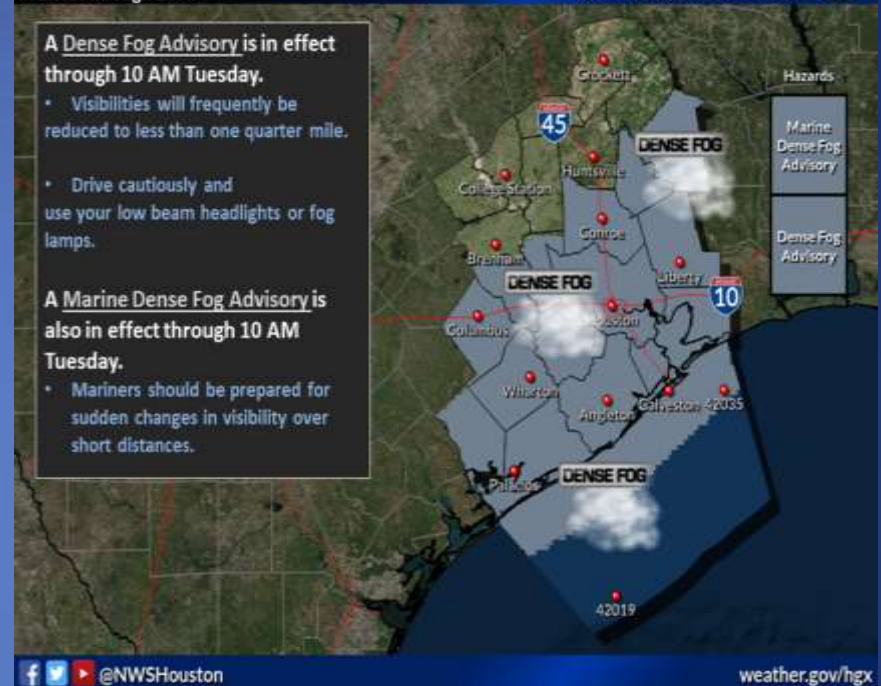 A Dense Fog Advisory is in effect
through 10 AM Tuesday.
• Visibilities will frequently be
reduced to less than one quarter mile.
• Drive cautiously and
use your low beam headlights or fog
lamps.
A Marine Dense Fog Advisory is
also in effect through 10 AM
Tuesday.
• Mariners should be prepared for
sudden changes in visibility over
short distances.
Crockett
Hazards
45
Marine
Dense Fog
Advisory
DENSE FOG
Huntsville
College Station
Conroe
Dense Fog
Advisory
Brenham
Liberty
DENSE FOG
10
Columbus
Houston
Wharton
Angleton
Galveston
42035
Palacios
DENSE FOG
42019
@NWSHouston
weather.gov/hgx